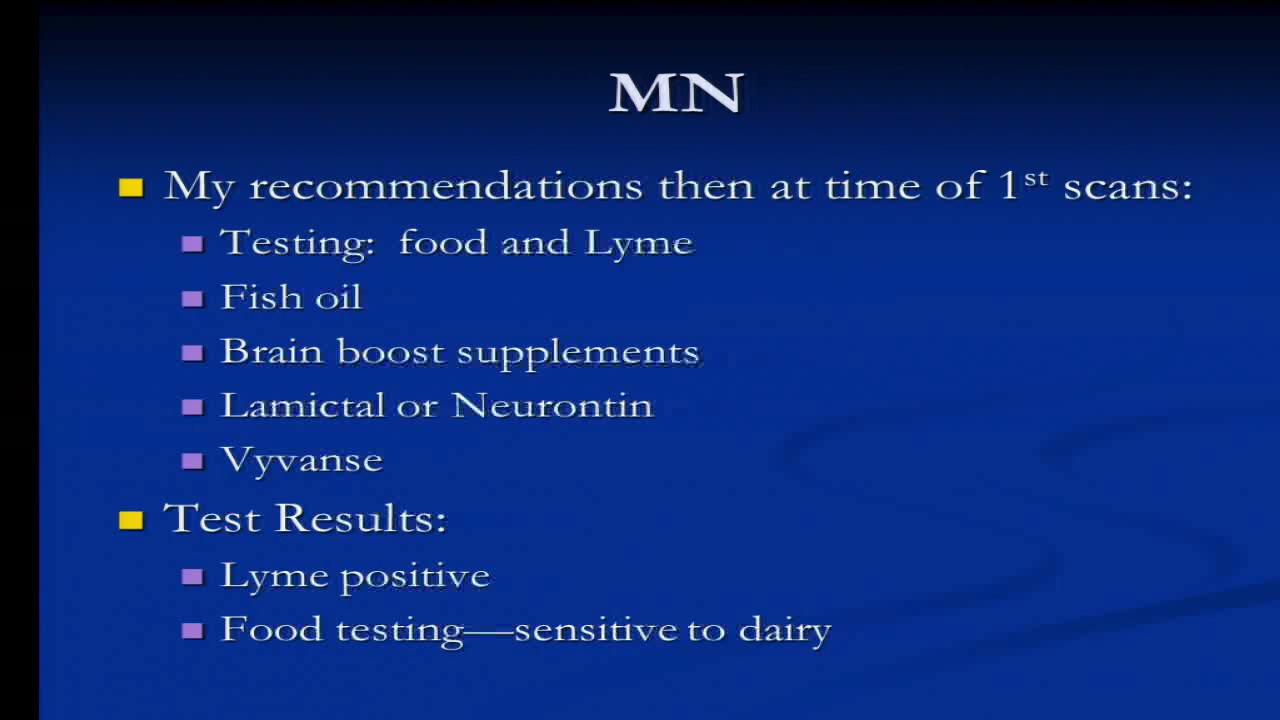 MN
My recommendations then at time of 1st scans:
Testing: food and Lyme
Fish oil
Brain boost supplements
Lamictal or Neurontin
Vyvanse
Test Results:
Lyme positive
Food testing—sensitive to dairy